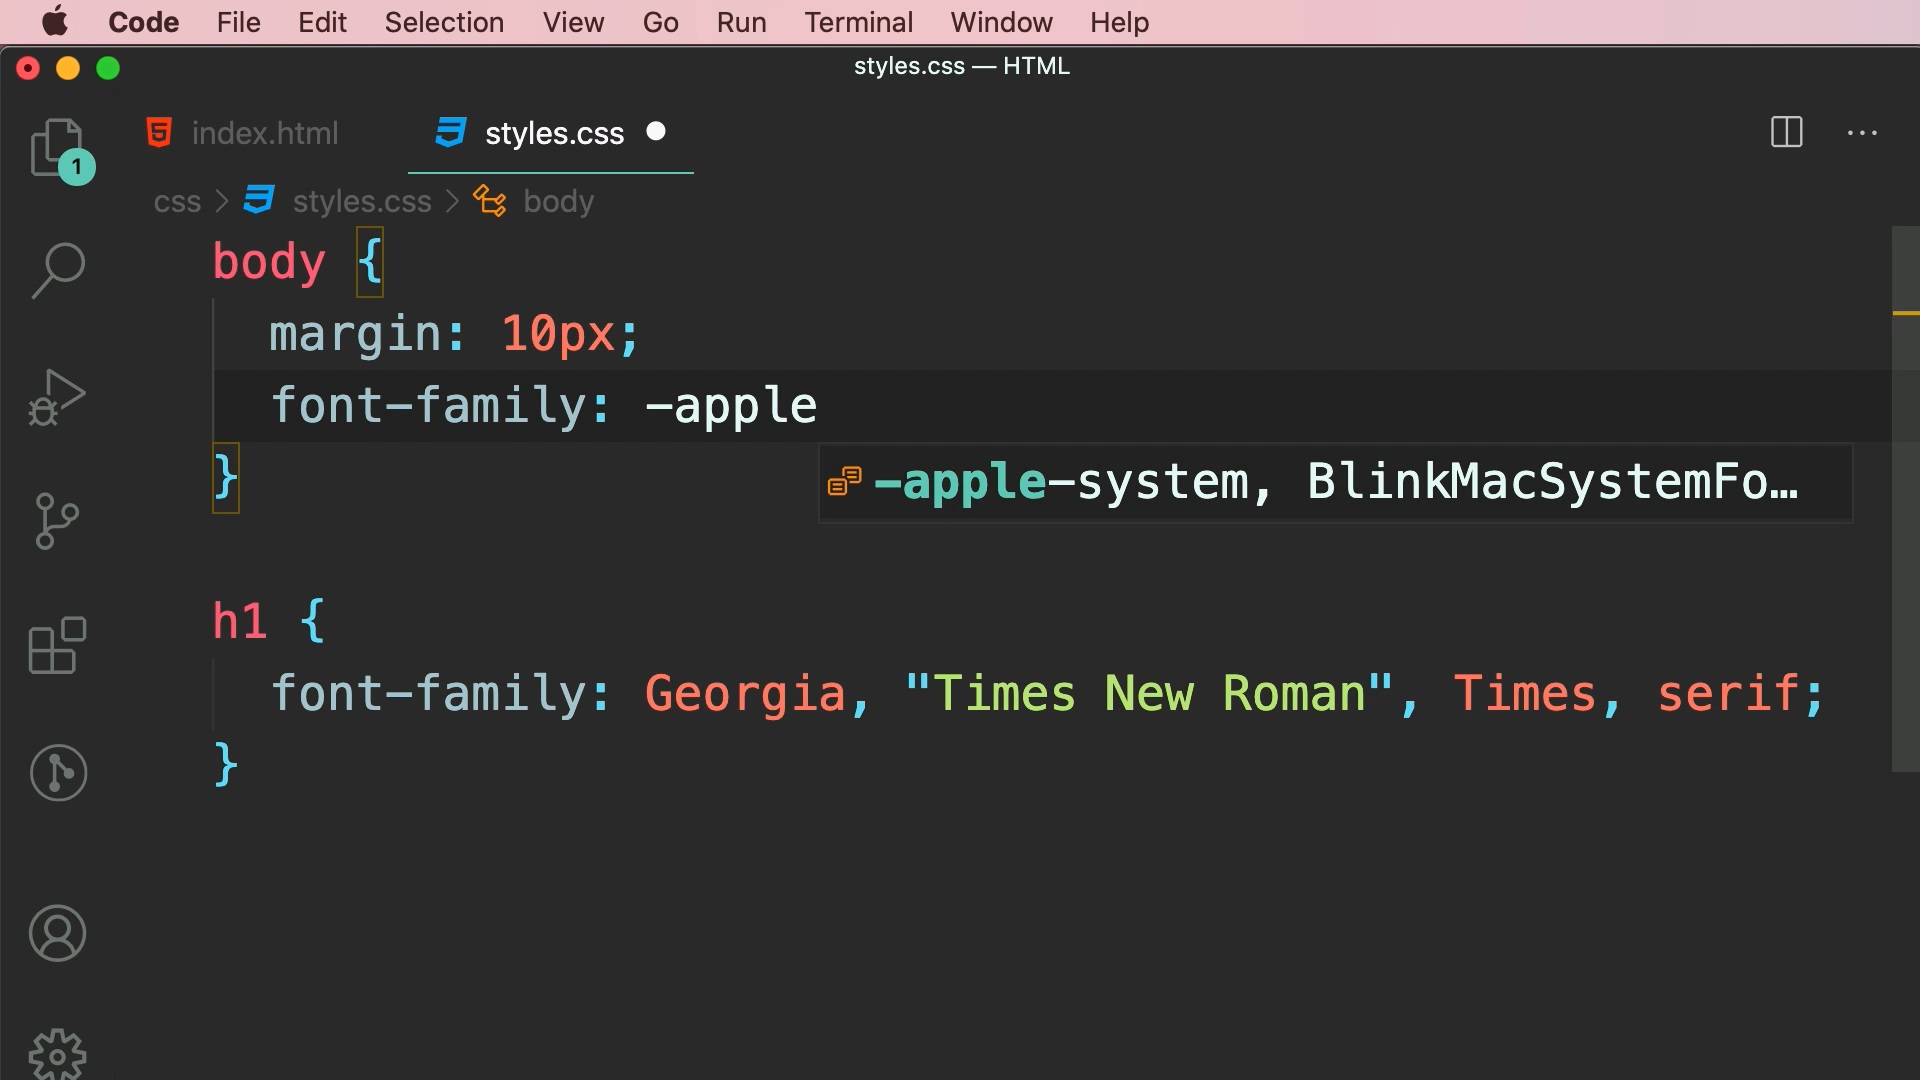 Code File Edit Selection View Go Run Terminal Window Help
styles.css — HTML
index.html styles.css
1
css > styles.css > body
body {
margin: 10px;
font-family: -apple
}
-apple-system, BlinkMacSystemFo…
h1 {
font-family: Georgia, "Times New Roman", Times, serif;
}